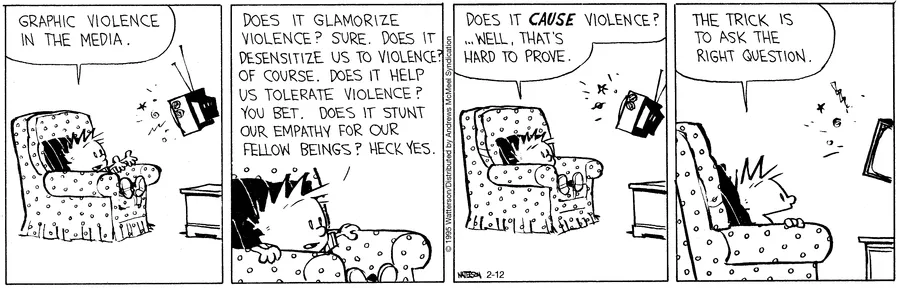 GRAPHIC VIOLENCE
IN THE MEDIA.
DOES IT GLAMORIZE
VIOLENCE? SURE. DOES IT
DESENSITIZE US TO VIOLENCE?
OF COURSE. DOES IT HELP
US TOLERATE VIOLENCE?
YOU BET. DOES IT STUNT
OUR EMPATHY FOR OUR
FELLOW BEINGS? HECK YES.
© 1995 Watterson/Distributed by Andrews McMeel Syndication
DOES IT CAUSE VIOLENCE?
...WELL, THAT'S
HARD TO PROVE.
WATTERSON 2-12
THE TRICK IS
TO ASK THE
RIGHT QUESTION.